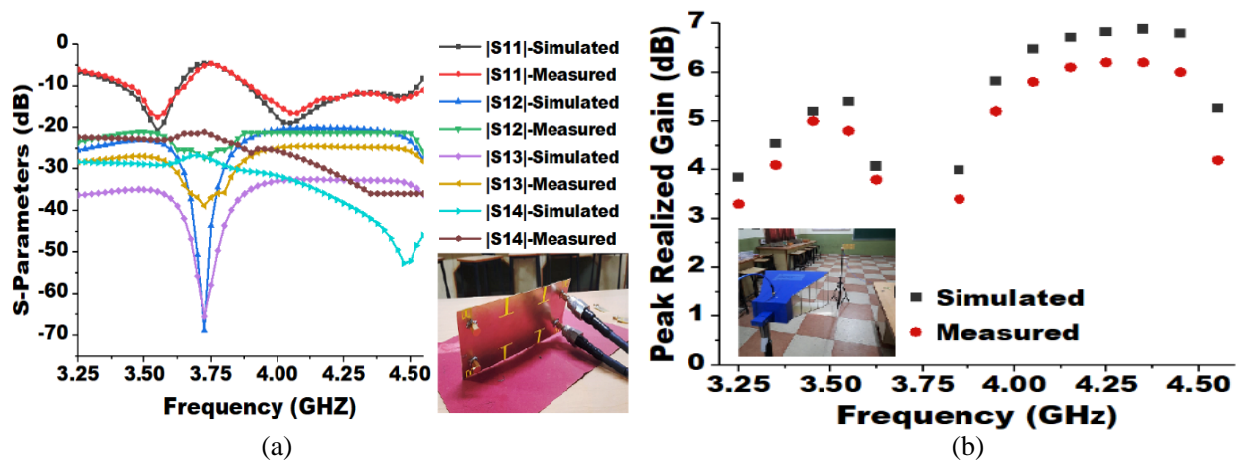 S-Parameters (dB)
0
-10
-20
-30
-40
-50
-60
-70
3.25 3.50 3.75 4.00 4.25 4.50
Frequency (GHZ)
|S11|-Simulated
|S11|-Measured
|S12|-Simulated
|S12|-Measured
|S13|-Simulated
|S13|-Measured
|S14|-Simulated
|S14|-Measured
(a)
Peak Realized Gain (dB)
7
6
5
4
3
2
1
0
3.25 3.50 3.75 4.00 4.25 4.50
Frequency (GHz)
Simulated
Measured
(b)